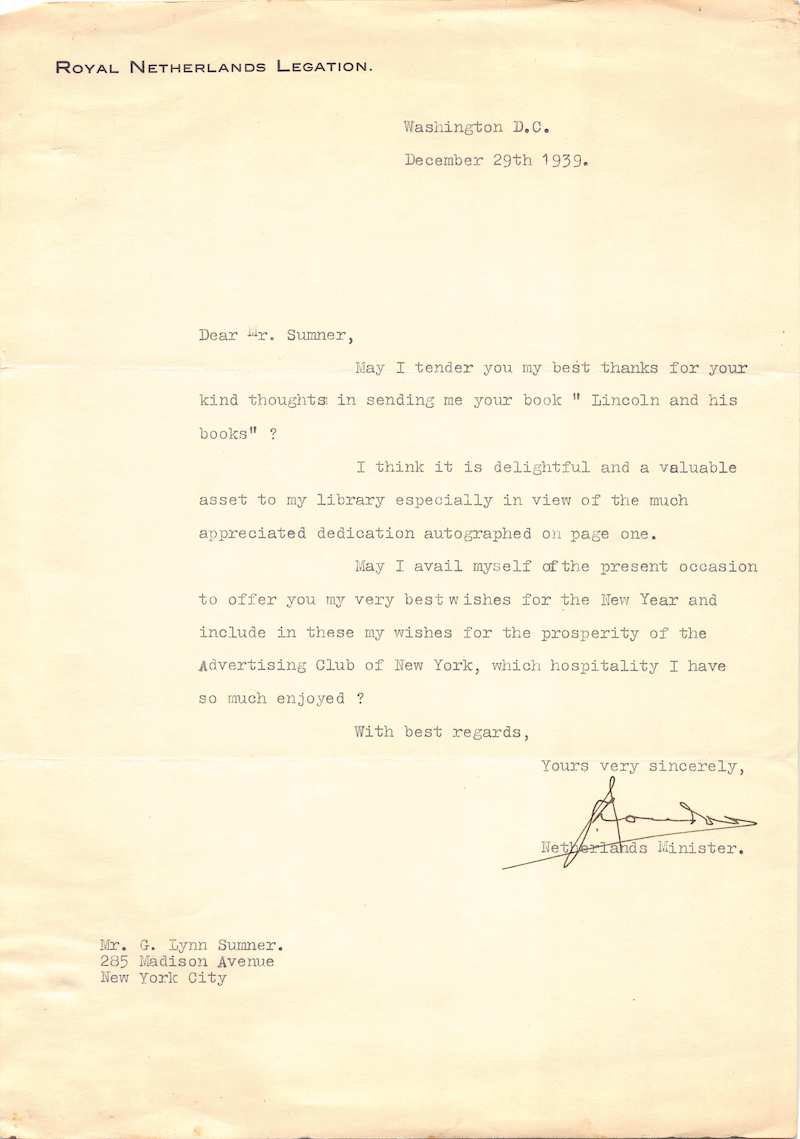 ROYAL NETHERLANDS LEGATION.
Washington D.C.
December 29th 1939.
Dear Mr. Sumner,
May I tender you my best thanks for your
kind thoughts in sending me your book " Lincoln and his
books" ?
I think it is delightful and a valuable
asset to my library especially in view of the much
appreciated dedication autographed on page one.
May I avail myself of the present occasion
to offer you my very best wishes for the New Year and
include in these my wishes for the prosperity of the
Advertising Club of New York, which hospitality I have
so much enjoyed ?
With best regards,
Yours very sincerely,
Netherlands Minister.
Mr. G. Lynn Sumner.
285 Madison Avenue
New York City